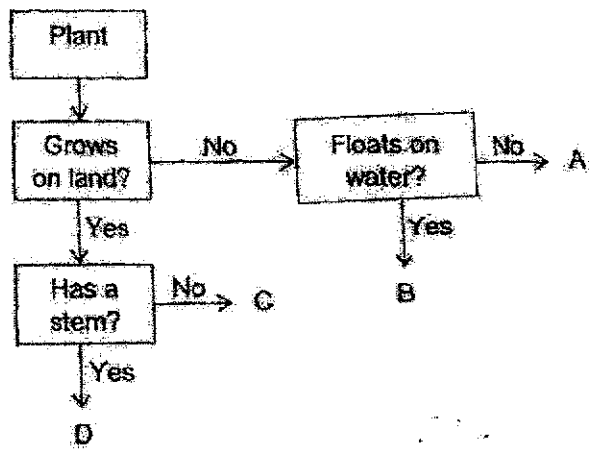 Plant
Grows
on land?
No
Floats on
water?
No
A
Yes
Yes
B
Has a
stem?
No
C
Yes
D